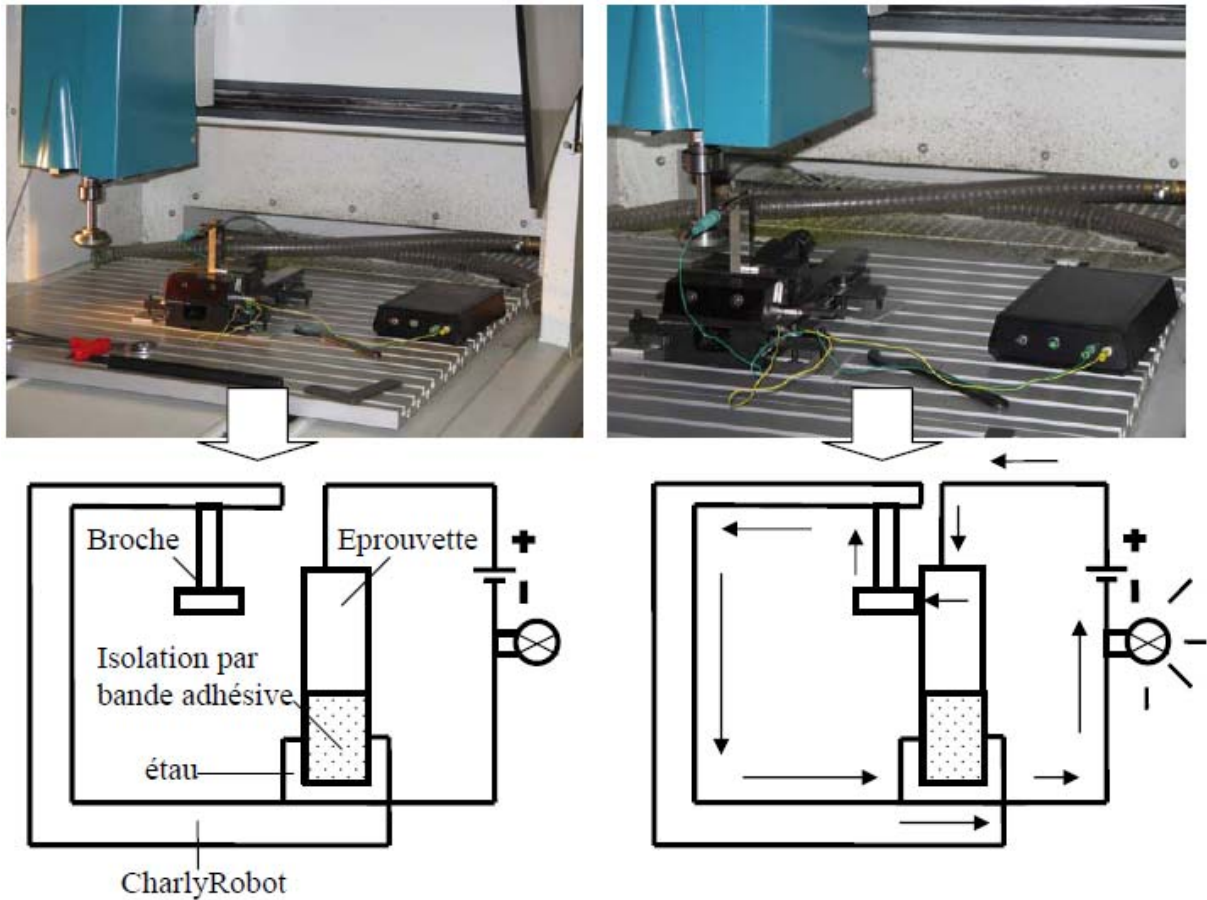 Broche
Eprouvette
+
-
Isolation par
bande adhésive
étau
CharlyRobot
+
-